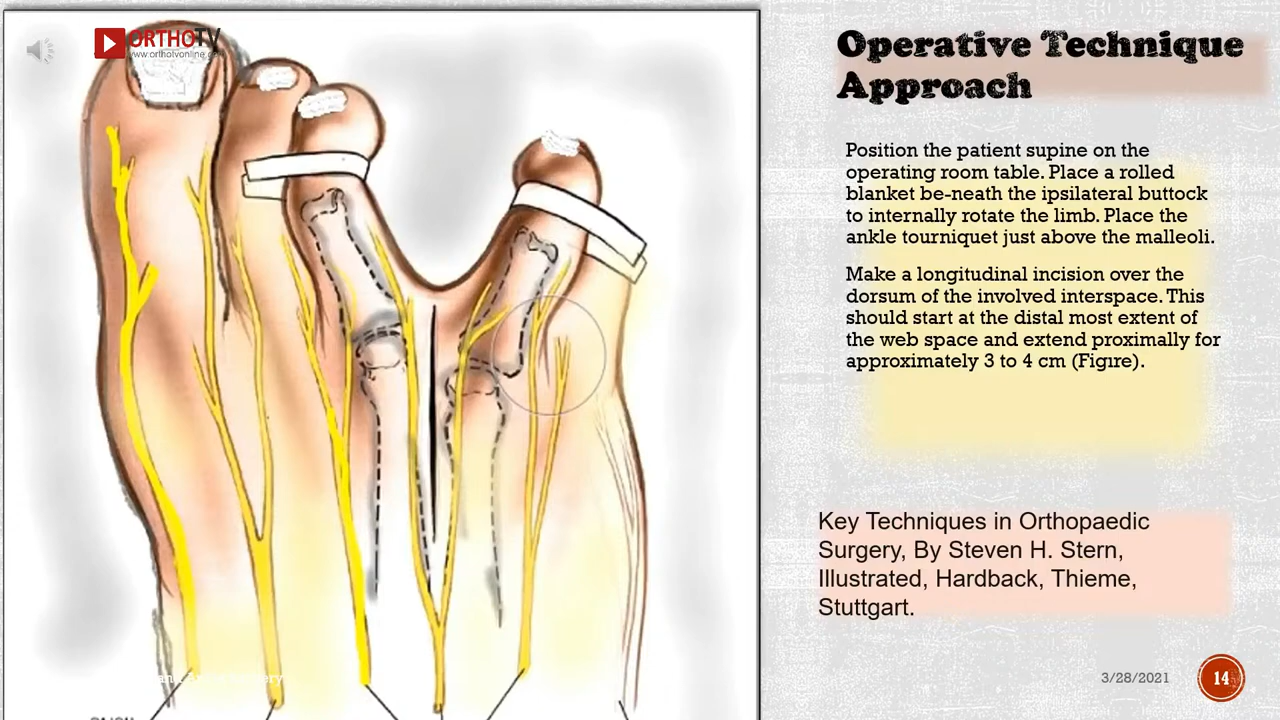 ORTHOTV
www.orthotvonline.com
Operative Technique
Approach
Position the patient supine on the
operating room table. Place a rolled
blanket be-neath the ipsilateral buttock
to internally rotate the limb. Place the
ankle tourniquet just above the malleoli.
Make a longitudinal incision over the
dorsum of the involved interspace. This
should start at the distal most extent of
the web space and extend proximally for
approximately 3 to 4 cm (Figıre).
Key Techniques in Orthopaedic
Surgery, By Steven H. Stern,
Illustrated, Hardback, Thieme,
Stuttgart.
3/28/2021
14